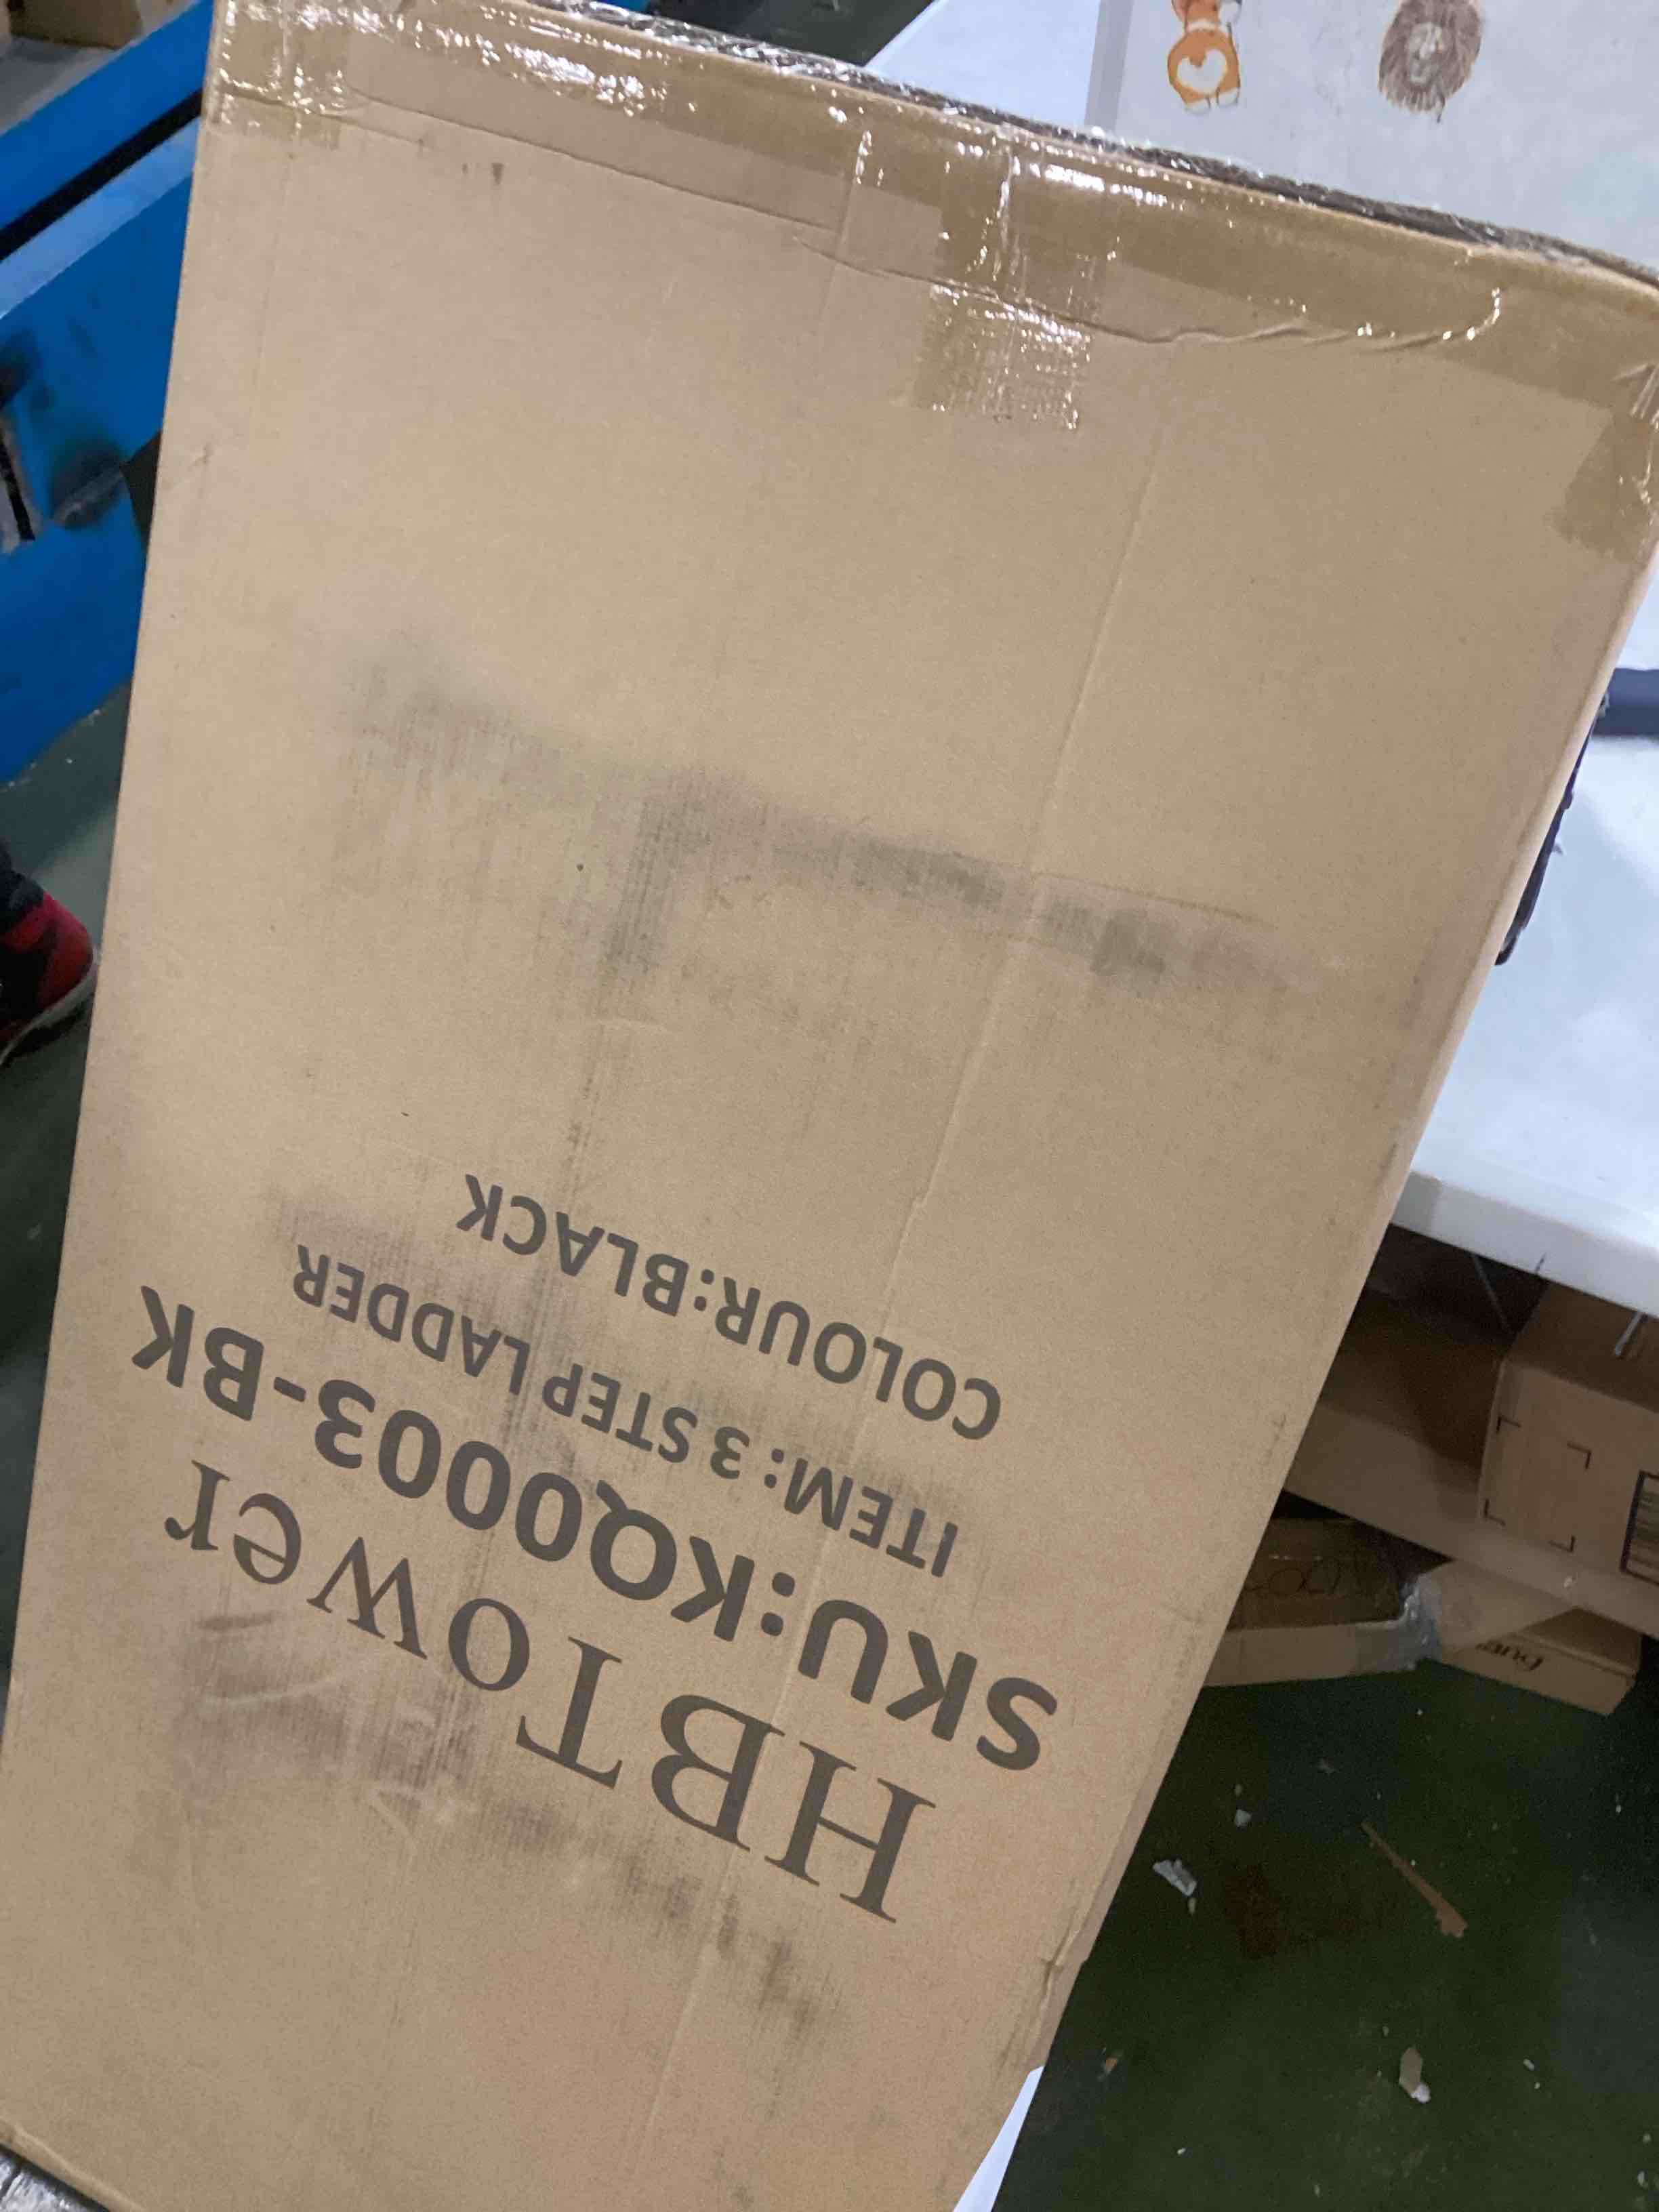 HBTower
SKU:KQ0003-BK
ITEM: 3 STEP LADDER
COLOUR:BLACK